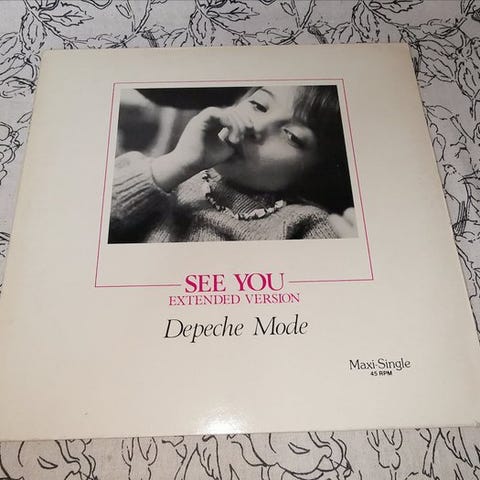 SEE YOU
EXTENDED VERSION
Depeche Mode
Maxi-Single
45 RPM